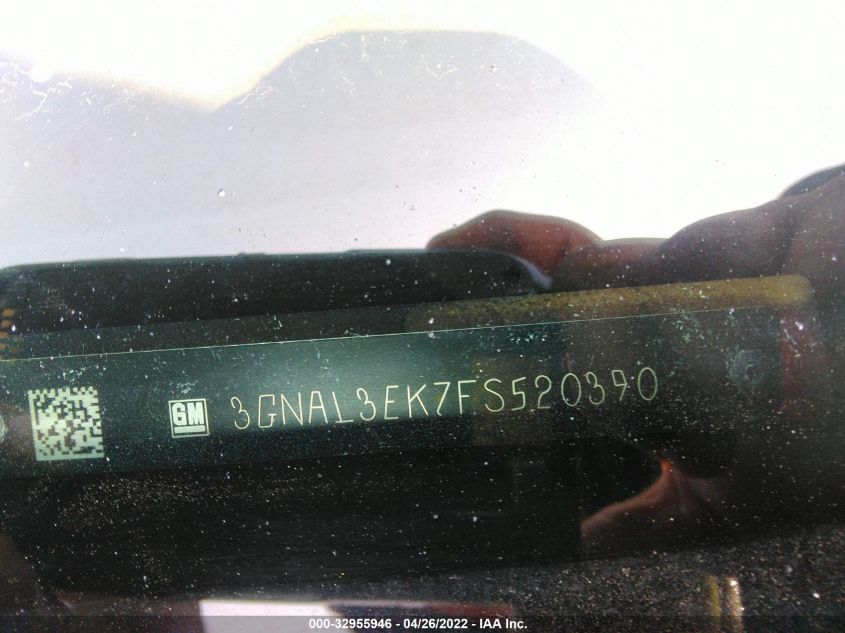 GM 3GNAL3EK7FS520390
000-32955946 - 04/26/2022 - IAA Inc.